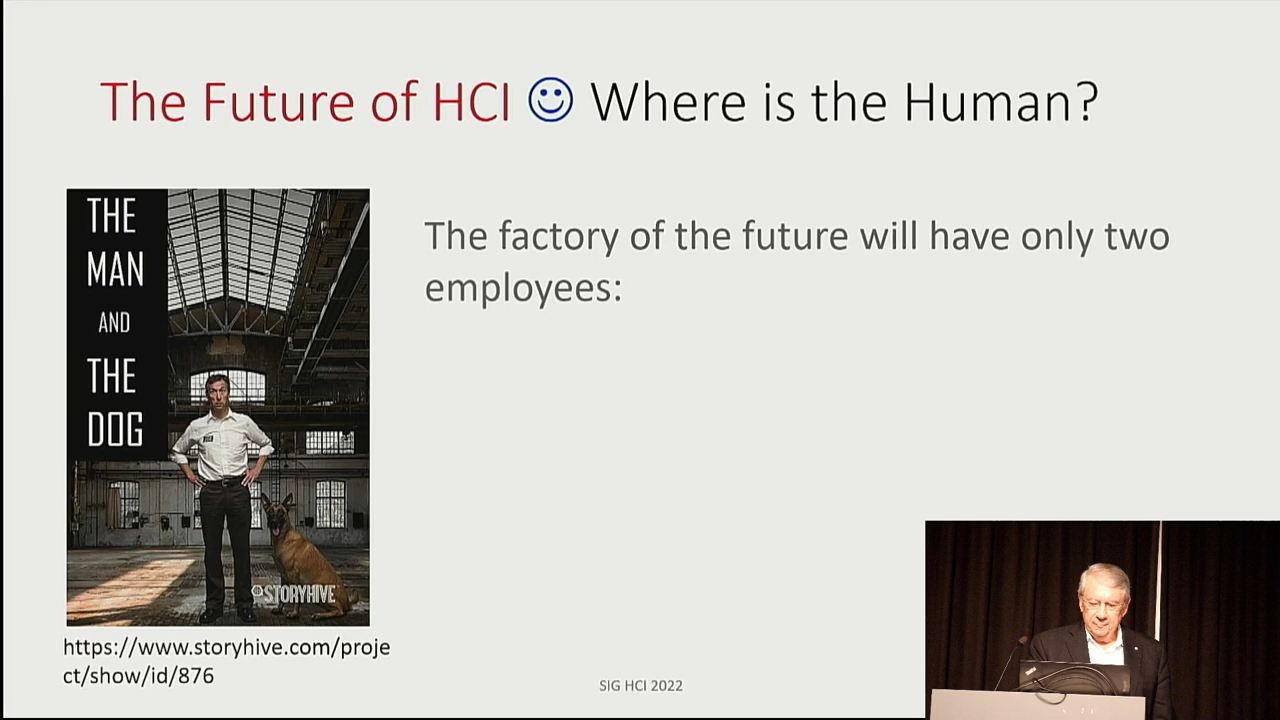 The Future of HCI ☺ Where is the Human?
THE
MAN
AND
THE
DOG
STORYHIVE
https://www.storyhive.com/proje
ct/show/id/876
The factory of the future will have only two
employees:
SIG HCI 2022